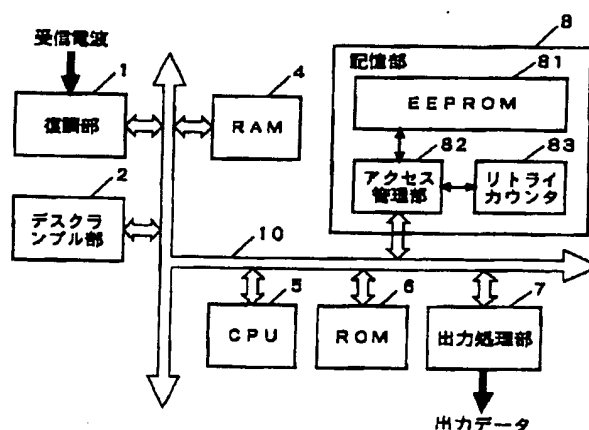 受信電波
1
復調部
2
デスクラ
ンブル部
4
RAM
8
記憶部
81
EEPROM
82
アクセス
管理部
83
リトライ
カウンタ
10
5
CPU
6
ROM
7
出力処理部
出力データ